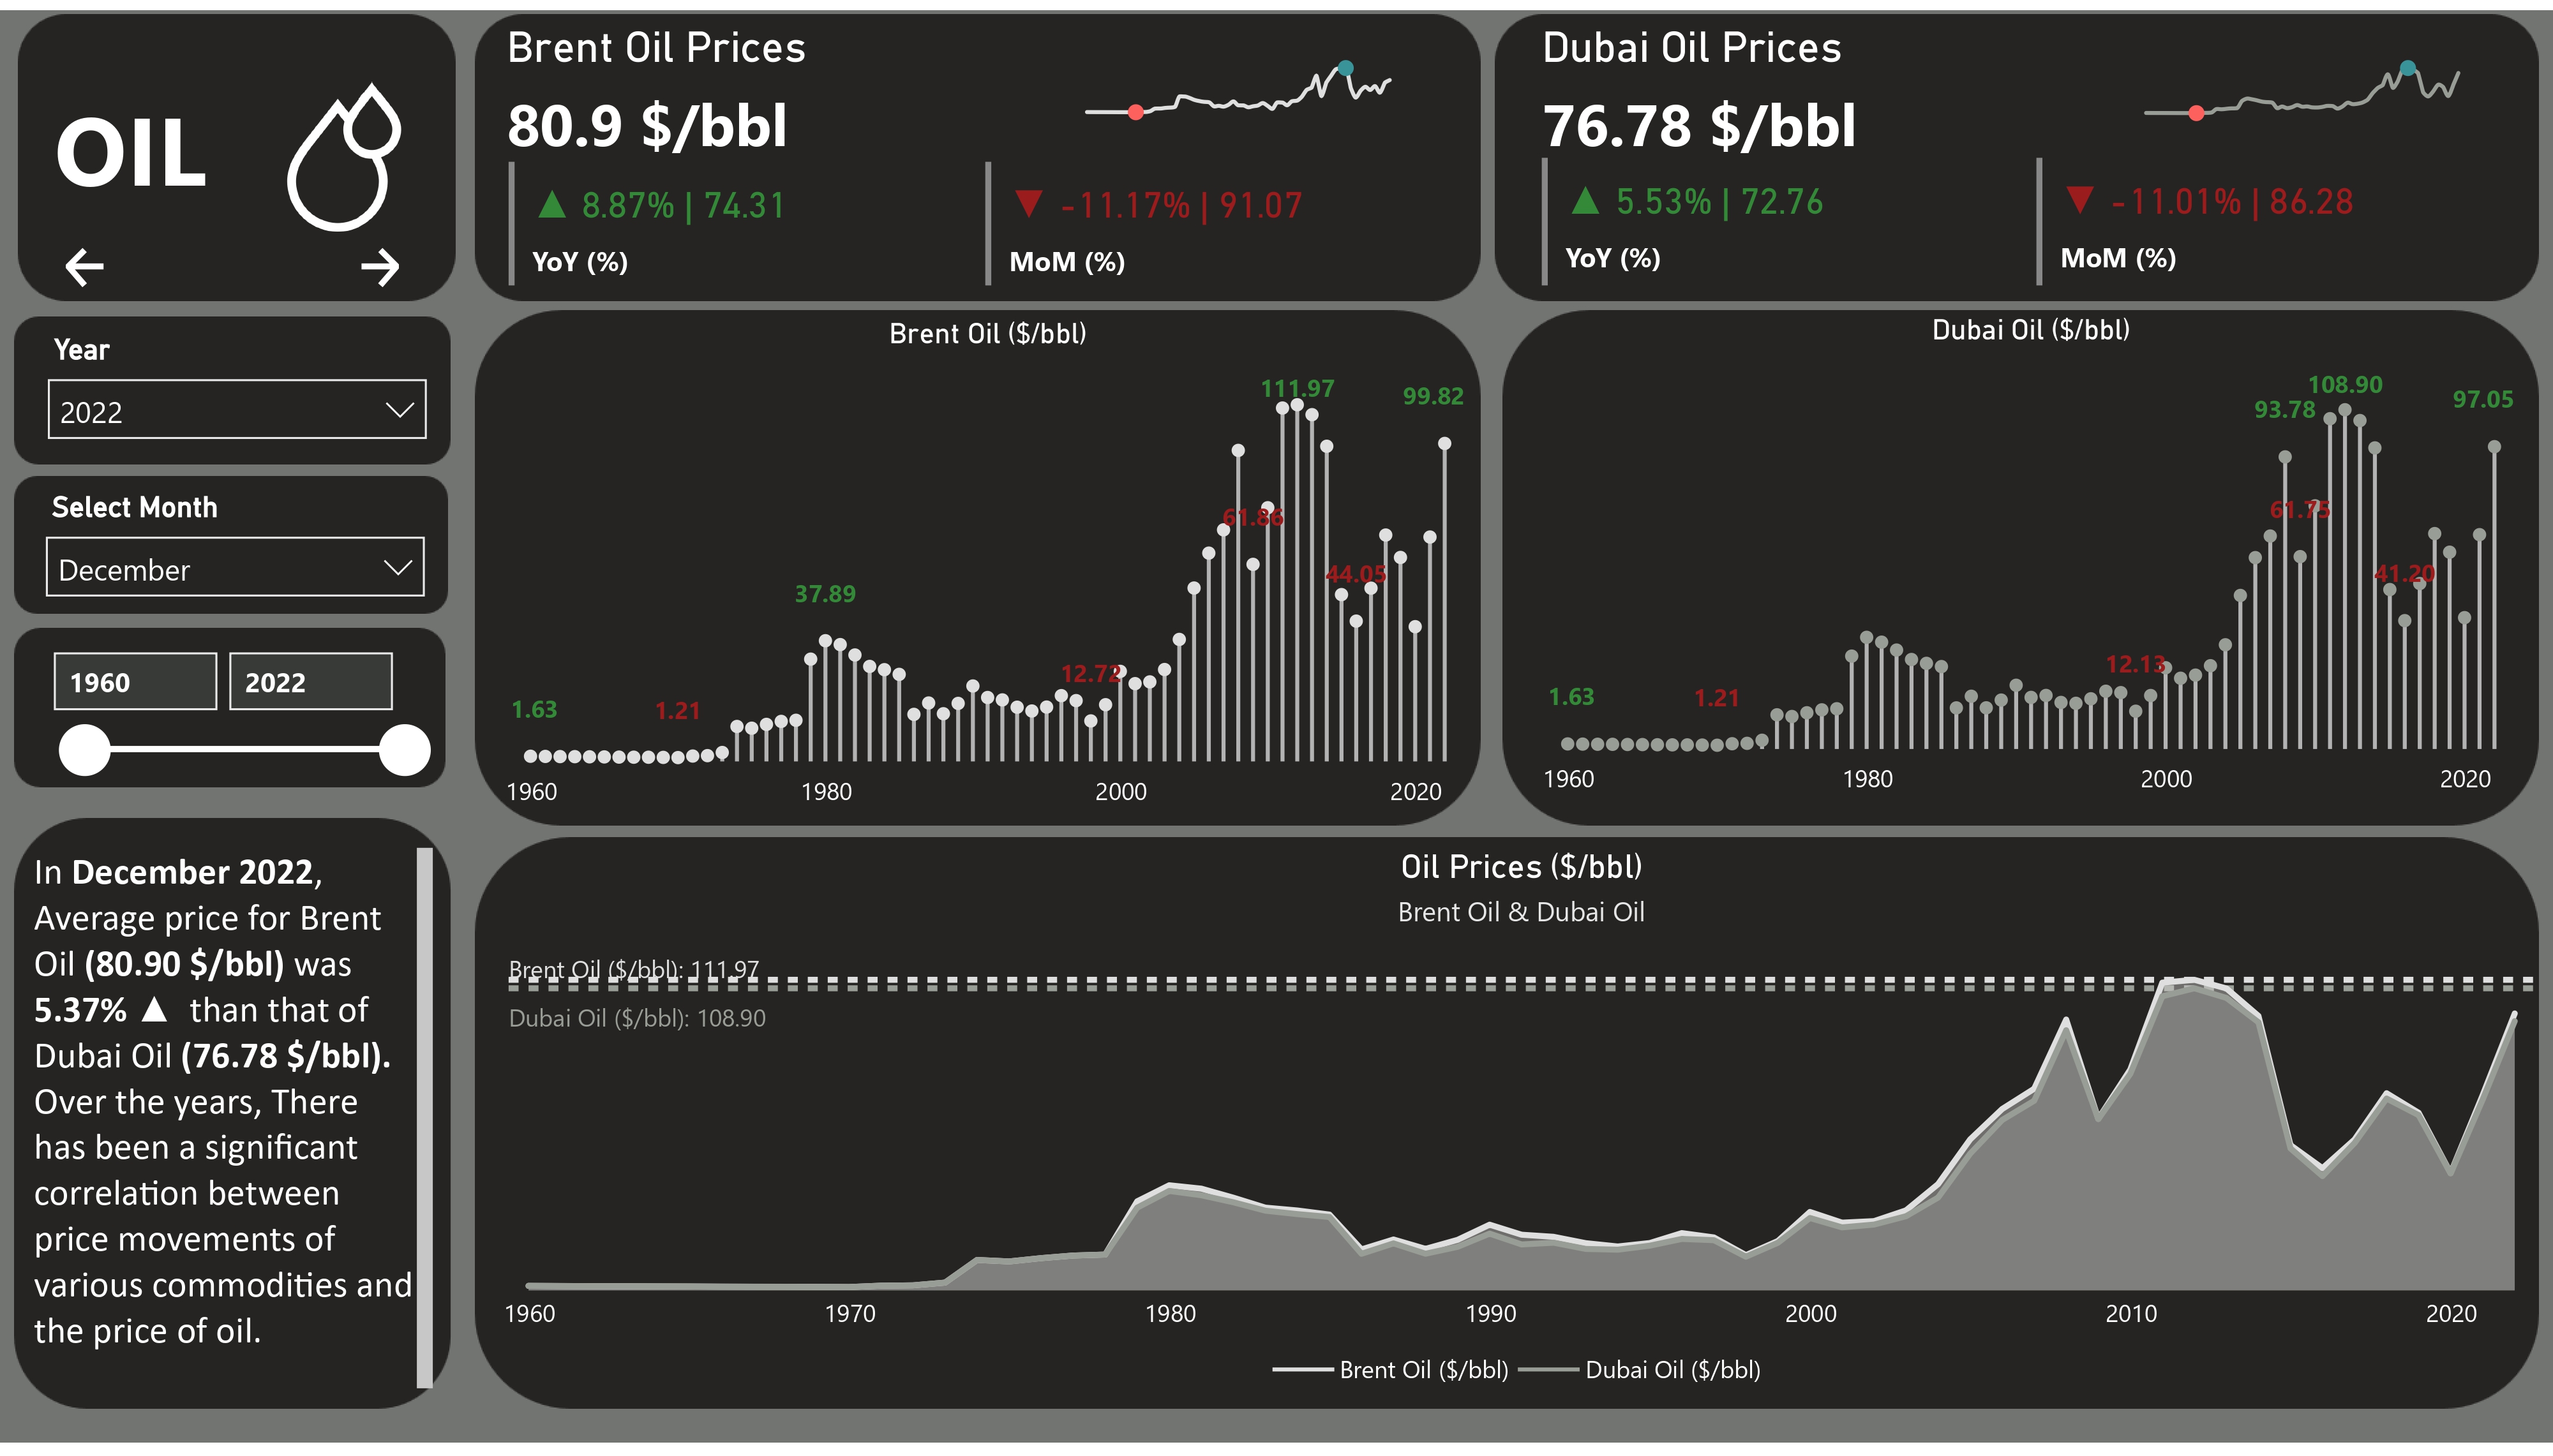 OIL
Brent Oil Prices
80.9 $/bbl
▲ 8.87% | 74.31
YoY (%)
▼ -11.17% | 91.07
MoM (%)
Dubai Oil Prices
76.78 $/bbl
▲ 5.53% | 72.76
YoY (%)
▼ -11.01% | 86.28
MoM (%)
Year
2022
Select Month
December
1960
2022
In December 2022,
Average price for Brent
Oil (80.90 $/bbl) was
5.37% ▲ than that of
Dubai Oil (76.78 $/bbl).
Over the years, There
has been a significant
correlation between
price movements of
various commodities and
the price of oil.
Brent Oil ($/bbl)
111.97
99.82
61.86
44.05
37.89
12.72
1.63
1.21
1960 1980 2000 2020
Dubai Oil ($/bbl)
108.90
93.78
97.05
61.75
41.20
12.13
1.63
1.21
1960 1980 2000 2020
Oil Prices ($/bbl)
Brent Oil & Dubai Oil
Brent Oil ($/bbl): 111.97
Dubai Oil ($/bbl): 108.90
1960 1970 1980 1990 2000 2010 2020
Brent Oil ($/bbl) Dubai Oil ($/bbl)